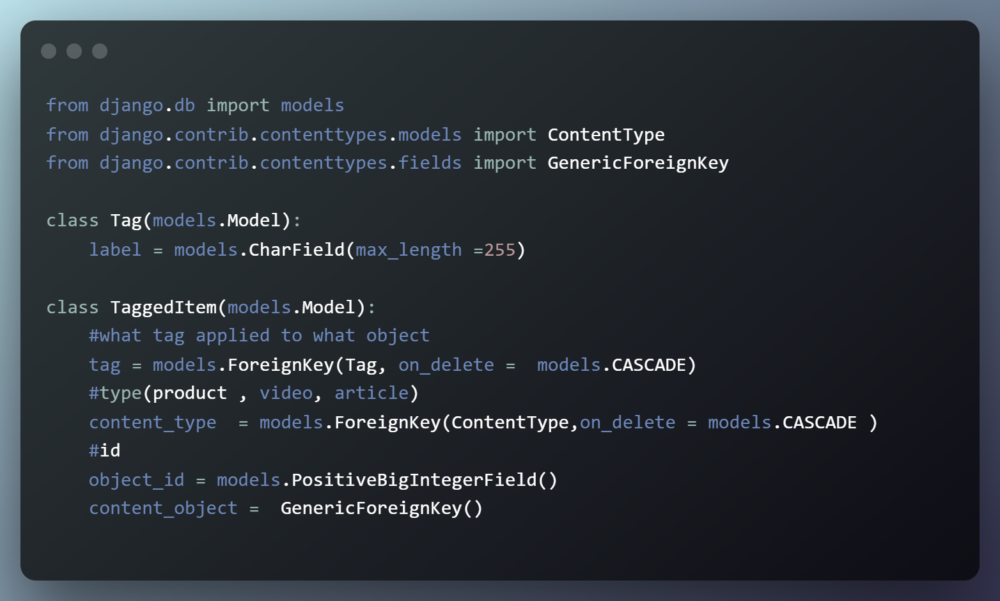 from django.db import models
from django.contrib.contenttypes.models import ContentType
from django.contrib.contenttypes.fields import GenericForeignKey
class Tag(models.Model):
    label = models.CharField(max_length =255)
class TaggedItem(models.Model):
    #what tag applied to what object
    tag = models.ForeignKey(Tag, on_delete =  models.CASCADE)
    #type(product , video, article)
    content_type  = models.ForeignKey(ContentType,on_delete = models.CASCADE )
    #id
    object_id = models.PositiveBigIntegerField()
    content_object =  GenericForeignKey()